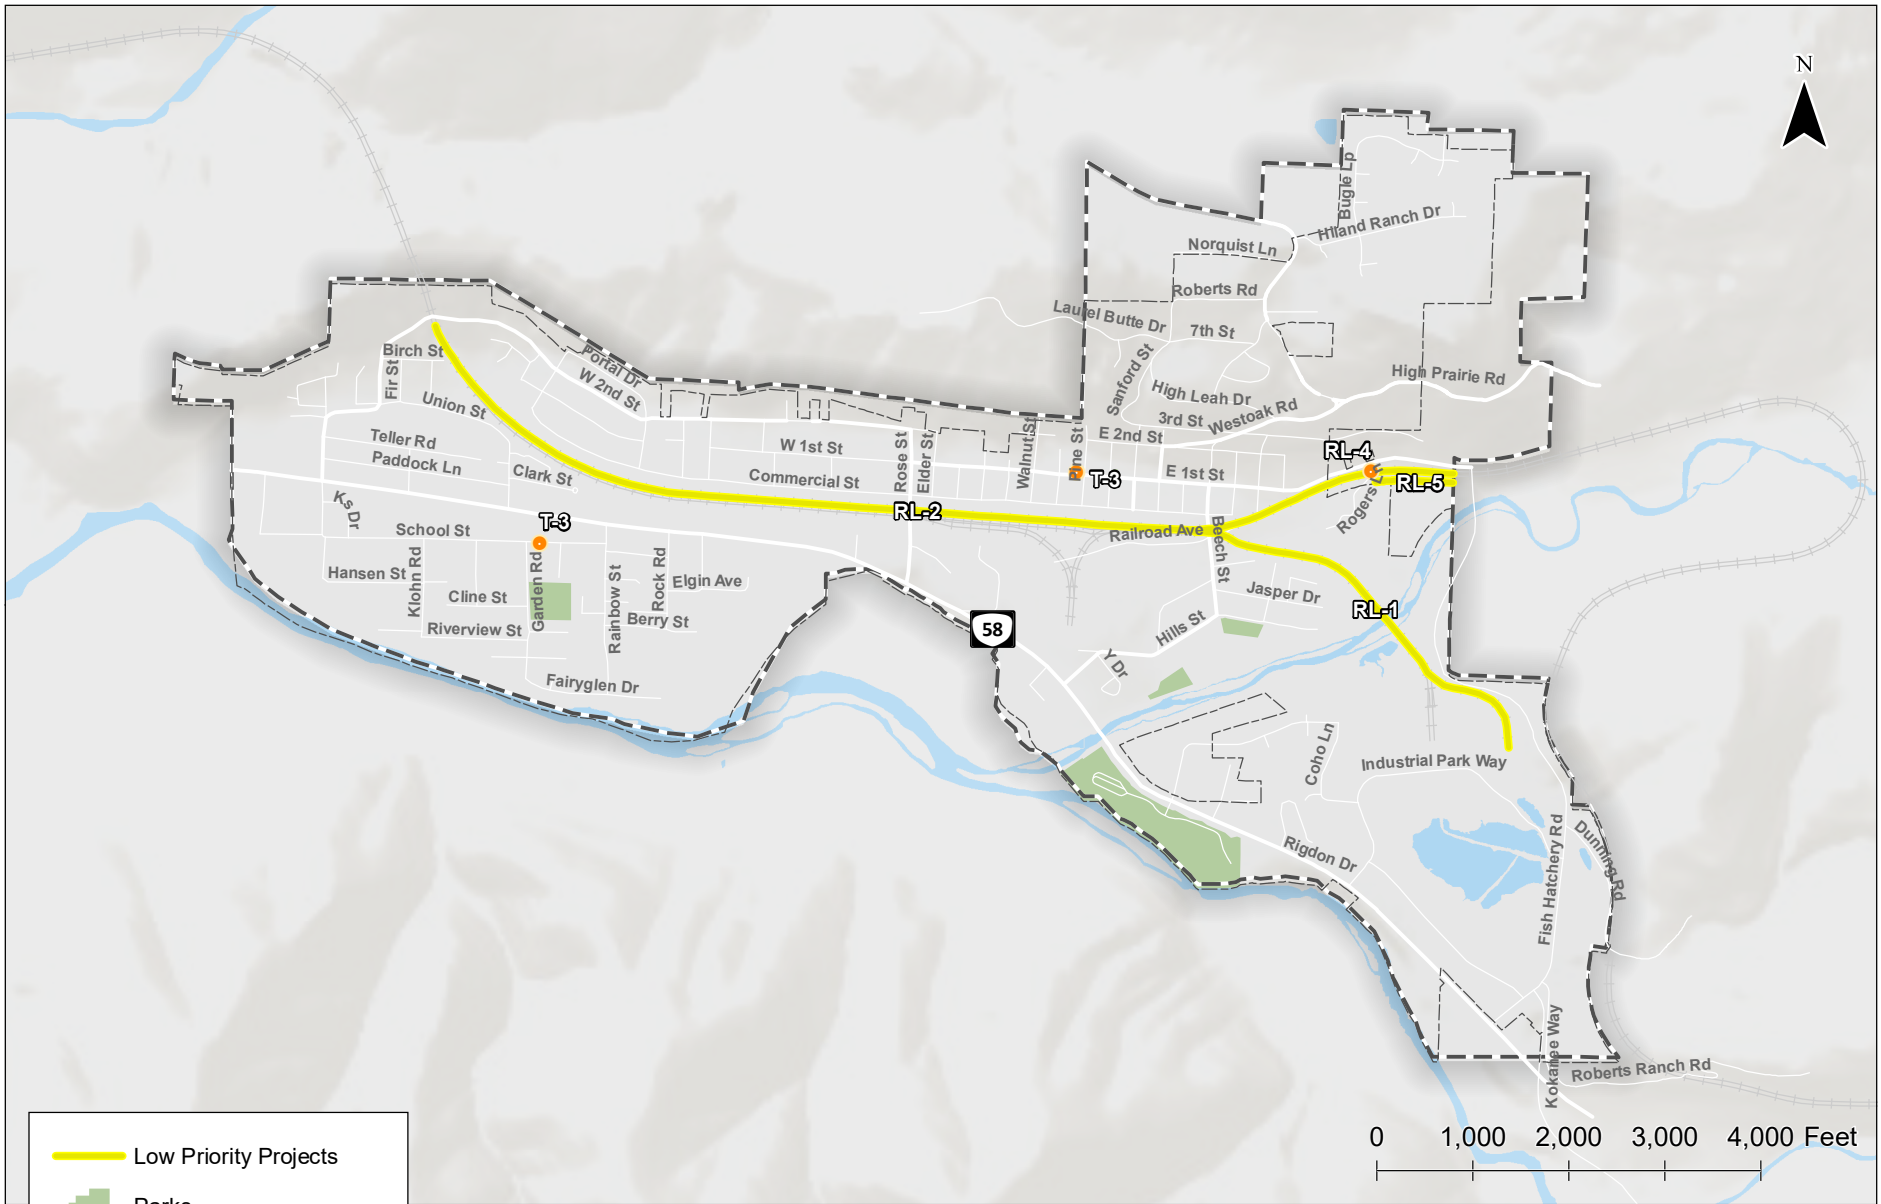 N
Bugle Lp
Hiland Ranch Dr
Norquist Ln
Roberts Rd
Laurel Butte Dr
7th St
Sanford St
High Prairie Rd
High Leah Dr
Westoak Rd
3rd St
E 2nd St
Birch St
Fir St
Portal Dr
W 2nd St
Union St
Teller Rd
Paddock Ln
Clark St
W 1st St
Commercial St
Rose St
Elder St
Walnut St
Pine St
T-3
E 1st St
RL-4
RL-5
Rogers Ln
RL-2
Ks Dr
T-3
School St
Railroad Ave
Beech St
Hansen St
Klohn Rd
Cline St
Garden Rd
Rainbow St
Rock Rd
Elgin Ave
Berry St
Riverview St
Jasper Dr
RL-1
Hills St
58
Y Dr
Fairyglen Dr
Coho Ln
Industrial Park Way
Rigdon Dr
Fish Hatchery Rd
Dunning Rd
Kokanee Way
Roberts Ranch Rd
0 1,000 2,000 3,000 4,000 Feet
Low Priority Projects
Parks